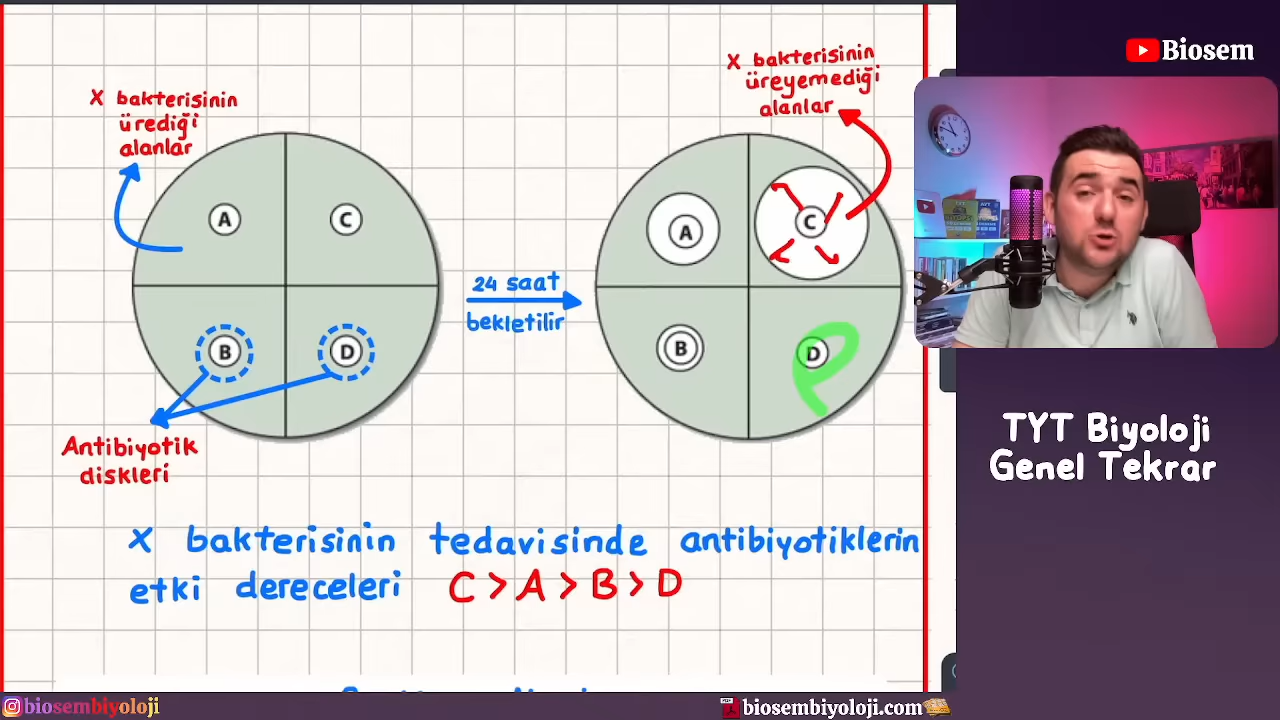 X bakterisinin
ürediği
alanlar
A
C
B
D
Antibiyotik
diskleri
24 saat
bekletilir
X bakterisinin
üreyemediği
alanlar
A
C
B
D
X bakterisinin tedavisinde antibiyotiklerin
etki dereceleri C > A > B > D
Biosem
TYT Biyoloji
Genel Tekrar
biosembiyoloji
biosembiyoloji.com